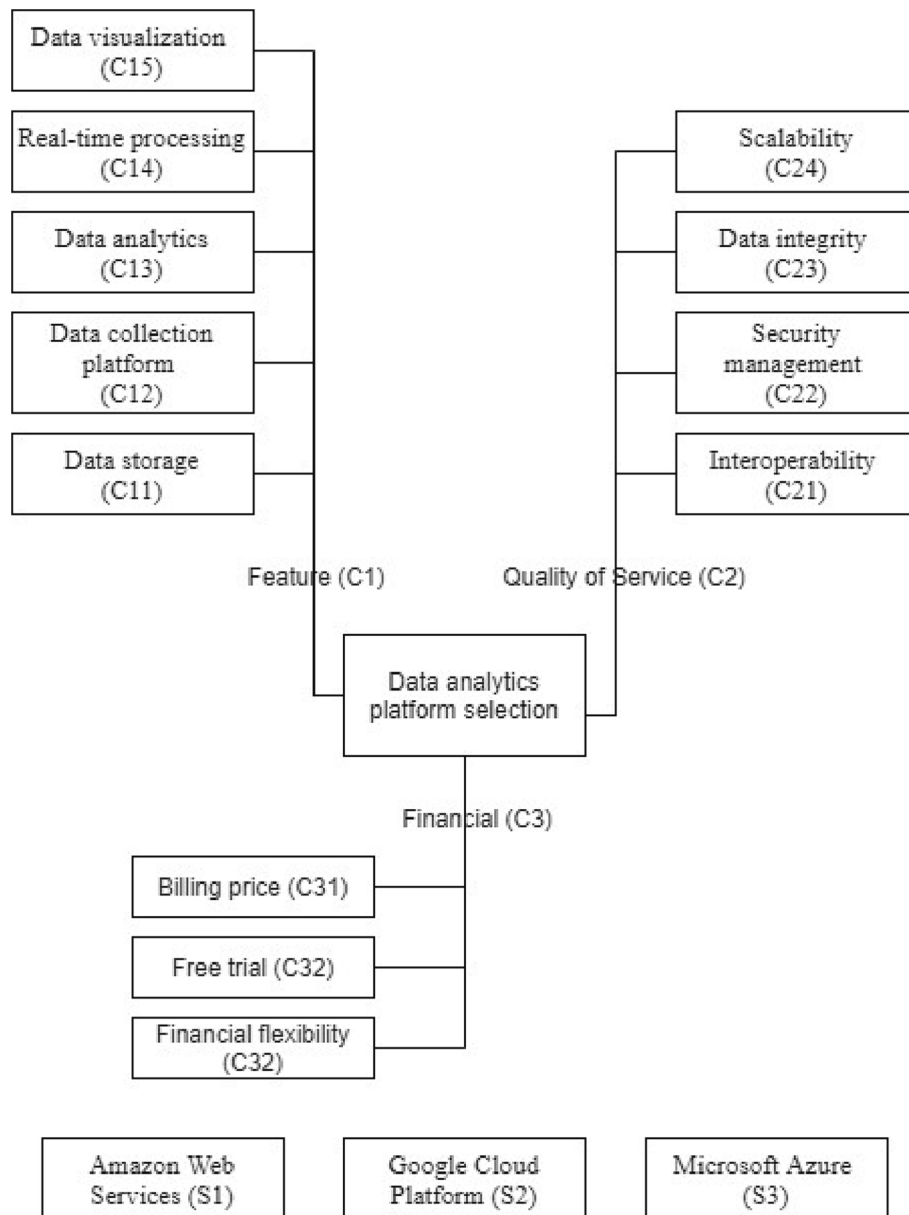 Data visualization
(C15)
Real-time processing
(C14)
Data analytics
(C13)
Data collection
platform
(C12)
Data storage
(C11)
Scalability
(C24)
Data integrity
(C23)
Security
management
(C22)
Interoperability
(C21)
Feature (C1)
Quality of Service (C2)
Data analytics
platform selection
Financial (C3)
Billing price (C31)
Free trial (C32)
Financial flexibility
(C32)
Amazon Web
Services (S1)
Google Cloud
Platform (S2)
Microsoft Azure
(S3)